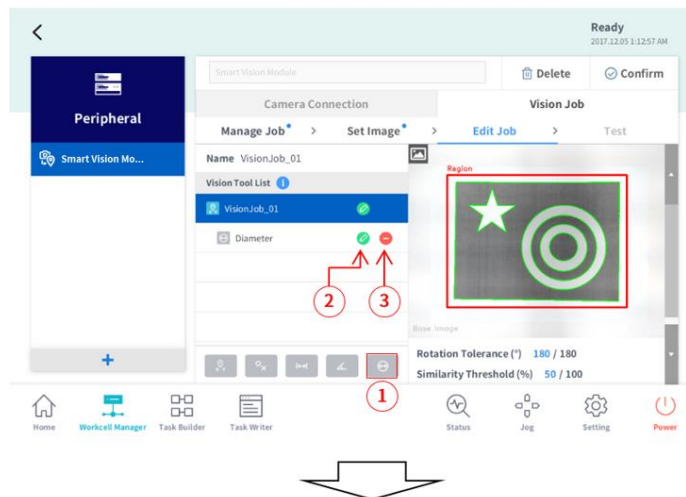 Ready
2017.12.05 1:12:57 AM
Peripheral
Smart Vision Mo...
Smart Vision Module
Delete
Confirm
Camera Connection
Vision Job
Manage Job > Set Image > Edit Job > Test
Name VisionJob_01
Vision Tool List i
VisionJob_01
Diameter
2
3
1
Region
Base Image
Rotation Tolerance (°) 180 / 180
Similarity Threshold (%) 50 / 100
+
Home
Workcell Manager
Task Builder
Task Writer
Status
Jog
Setting
Power